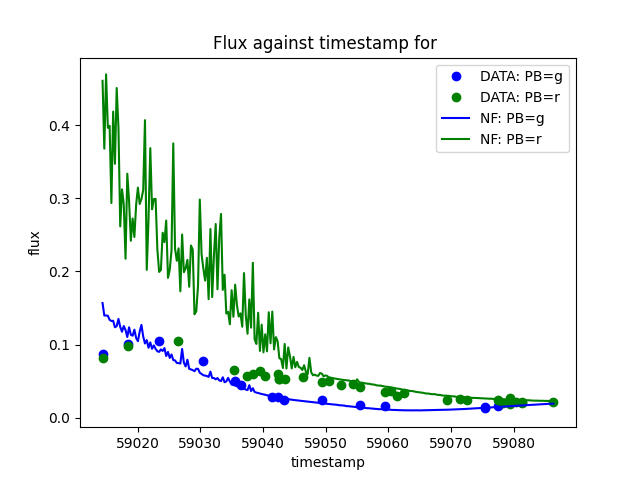 Flux against timestamp for
DATA: PB=g
DATA: PB=r
NF: PB=g
NF: PB=r
flux
0.4
0.3
0.2
0.1
0.0
59020 59030 59040 59050 59060 59070 59080
timestamp